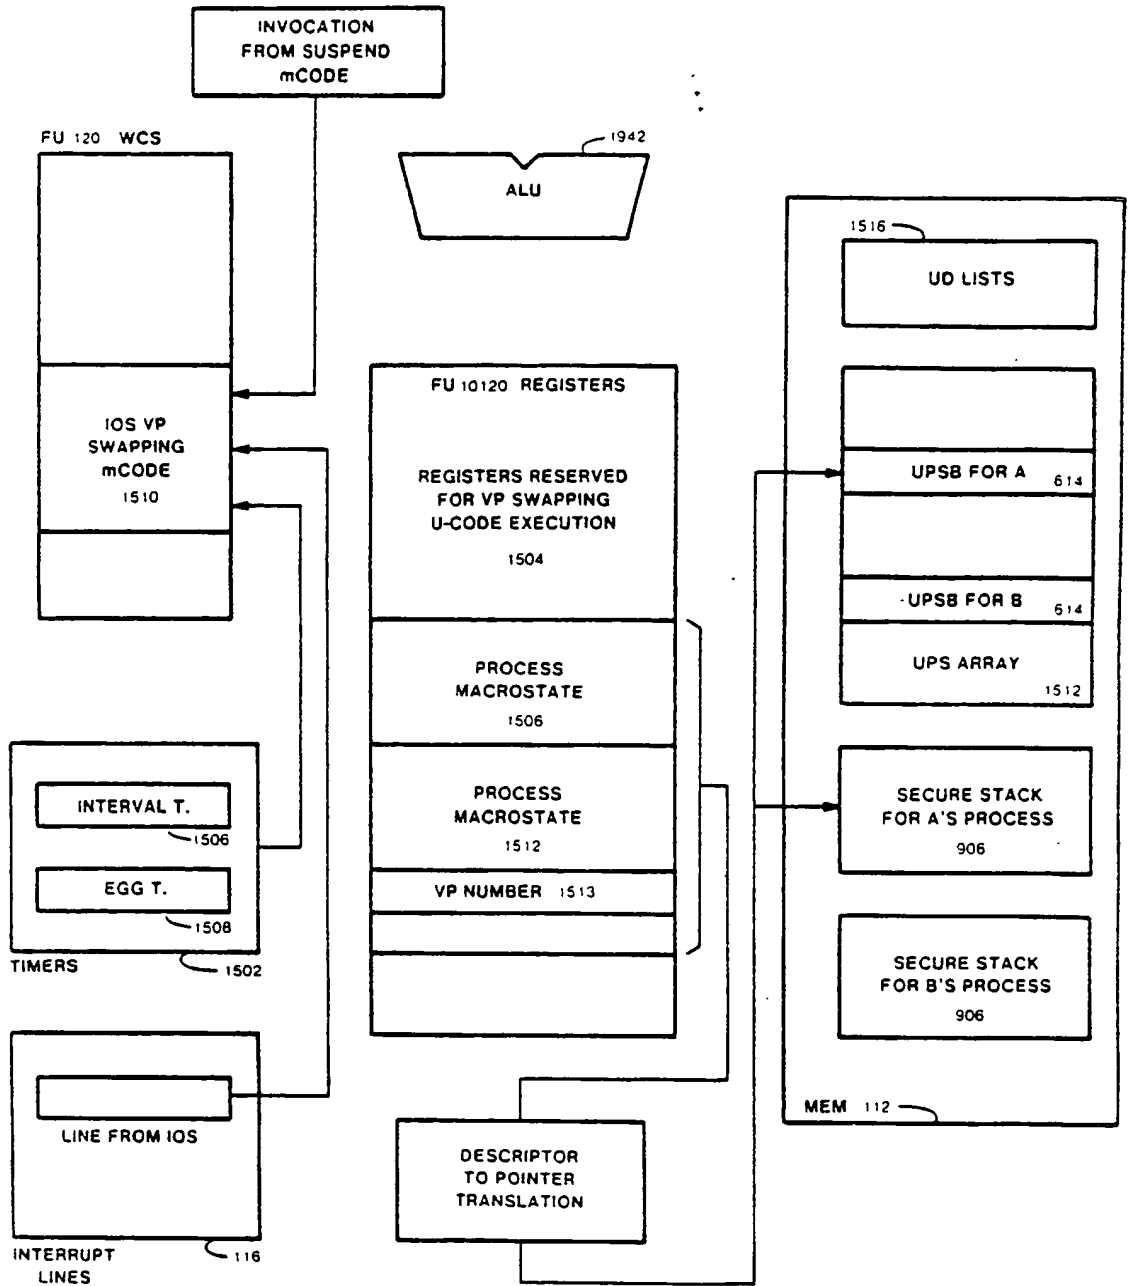 INVOCATION
FROM SUSPEND
mCODE
FU 120 WCS
1942
ALU
1516
UD LISTS
FU 10120 REGISTERS
IOS VP
SWAPPING
mCODE
1510
REGISTERS RESERVED
FOR VP SWAPPING
U-CODE EXECUTION
1504
UPSB FOR A 614
UPSB FOR B 614
UPS ARRAY
1512
PROCESS
MACROSTATE
1506
INTERVAL T.
1506
EGG T.
1508
TIMERS
1502
PROCESS
MACROSTATE
1512
VP NUMBER 1513
SECURE STACK
FOR A'S PROCESS
906
SECURE STACK
FOR B'S PROCESS
906
MEM 112
LINE FROM IOS
INTERRUPT
LINES
116
DESCRIPTOR
TO POINTER
TRANSLATION